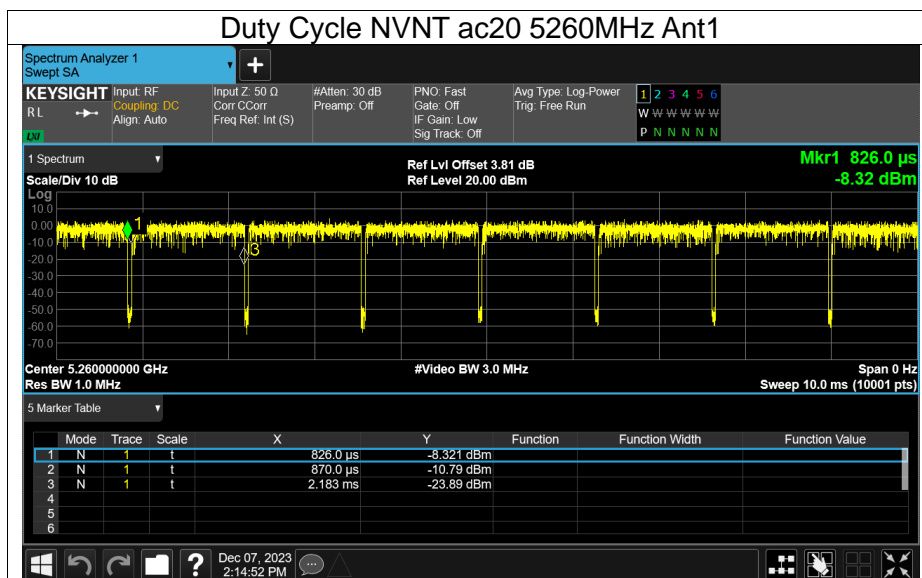 Duty Cycle NVNT ac20 5260MHz Ant1
Spectrum Analyzer 1
Swept SA
+
KEYSIGHT
R L
LXI
Input: RF
Coupling: DC
Align: Auto
Input Z: 50 Ω
Corr CCorr
Freq Ref: Int (S)
#Atten: 30 dB
Preamp: Off
PNO: Fast
Gate: Off
IF Gain: Low
Sig Track: Off
Avg Type: Log-Power
Trig: Free Run
1 2 3 4 5 6
W W W W W W
P N N N N N
1 Spectrum
Scale/Div 10 dB
Ref Lvl Offset 3.81 dB
Ref Level 20.00 dBm
Mkr1 826.0 µs
-8.32 dBm
Log
10.0
0.00
-10.0
-20.0
-30.0
-40.0
-50.0
-60.0
-70.0
1
3
Center 5.260000000 GHz
Res BW 1.0 MHz
#Video BW 3.0 MHz
Span 0 Hz
Sweep 10.0 ms (10001 pts)
5 Marker Table
Mode Trace Scale X Y Function Function Width Function Value
1 N 1 t 826.0 µs -8.321 dBm
2 N 1 t 870.0 µs -10.79 dBm
3 N 1 t 2.183 ms -23.89 dBm
4
5
6
?
Dec 07, 2023
2:14:52 PM